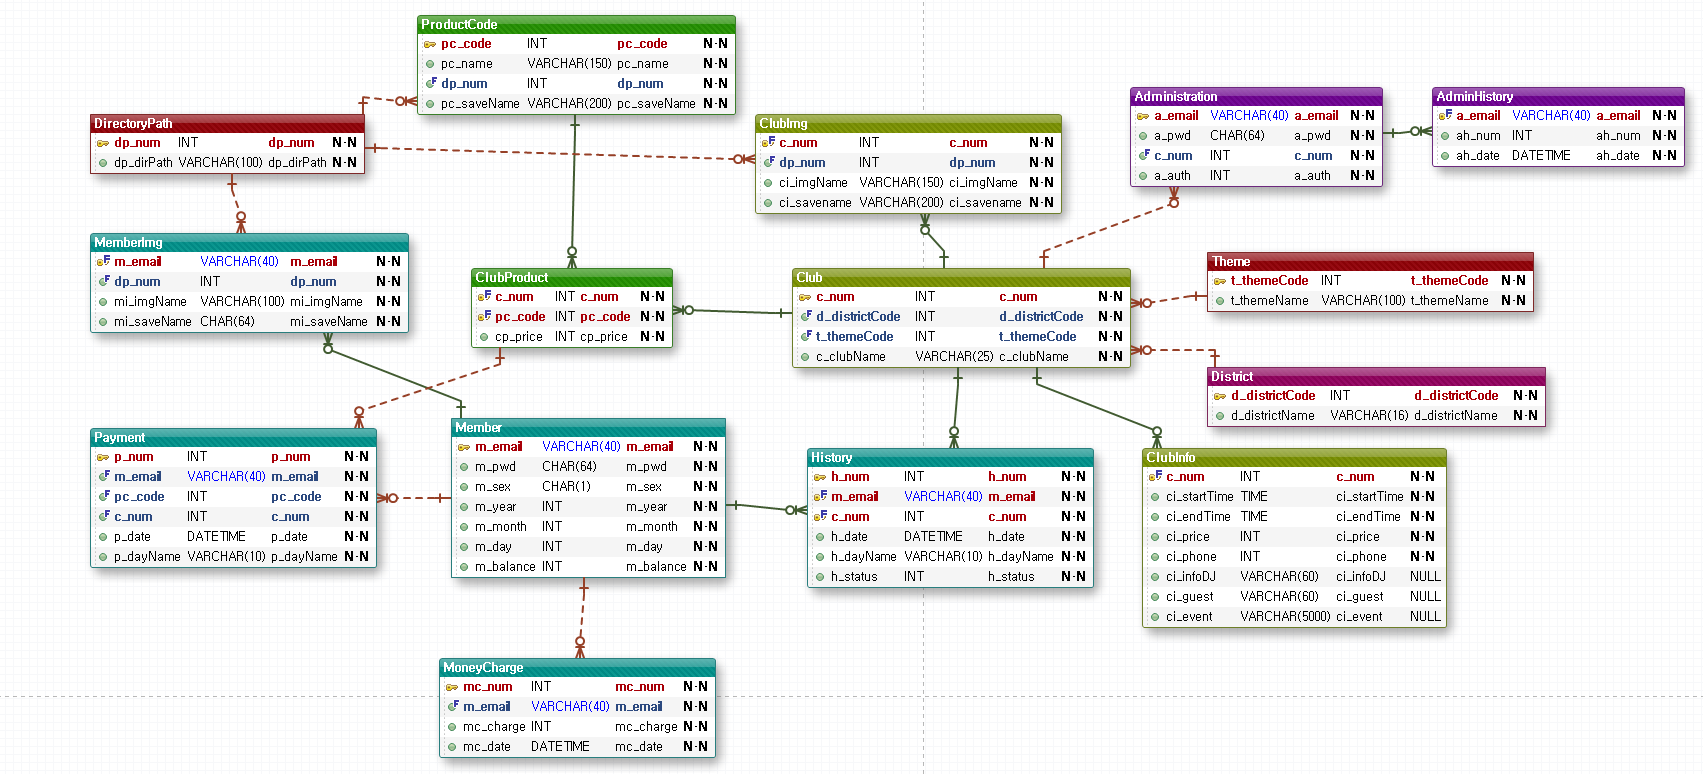 ProductCode
pc_code INT pc_code N-N
pc_name VARCHAR(150) pc_name N-N
dp_num INT dp_num N-N
pc_saveName VARCHAR(200) pc_saveName N-N
DirectoryPath
dp_num INT dp_num N-N
dp_dirPath VARCHAR(100) dp_dirPath N-N
ClubImg
c_num INT c_num N-N
dp_num INT dp_num N-N
ci_imgName VARCHAR(150) ci_imgName N-N
ci_savename VARCHAR(200) ci_savename N-N
Administration
a_email VARCHAR(40) a_email N-N
a_pwd CHAR(64) a_pwd N-N
c_num INT c_num N-N
a_auth INT a_auth N-N
AdminHistory
a_email VARCHAR(40) a_email N-N
ah_num INT ah_num N-N
ah_date DATETIME ah_date N-N
MemberImg
m_email VARCHAR(40) m_email N-N
dp_num INT dp_num N-N
mi_imgName VARCHAR(100) mi_imgName N-N
mi_saveName CHAR(64) mi_saveName N-N
ClubProduct
c_num INT c_num N-N
pc_code INT pc_code N-N
cp_price INT cp_price N-N
Club
c_num INT c_num N-N
d_districtCode INT d_districtCode N-N
t_themeCode INT t_themeCode N-N
c_clubName VARCHAR(25) c_clubName N-N
Theme
t_themeCode INT t_themeCode N-N
t_themeName VARCHAR(100) t_themeName N-N
District
d_districtCode INT d_districtCode N-N
d_districtName VARCHAR(16) d_districtName N-N
Payment
p_num INT p_num N-N
m_email VARCHAR(40) m_email N-N
pc_code INT pc_code N-N
c_num INT c_num N-N
p_date DATETIME p_date N-N
p_dayName VARCHAR(10) p_dayName N-N
Member
m_email VARCHAR(40) m_email N-N
m_pwd CHAR(64) m_pwd N-N
m_sex CHAR(1) m_sex N-N
m_year INT m_year N-N
m_month INT m_month N-N
m_day INT m_day N-N
m_balance INT m_balance N-N
History
h_num INT h_num N-N
m_email VARCHAR(40) m_email N-N
c_num INT c_num N-N
h_date DATETIME h_date N-N
h_dayName VARCHAR(10) h_dayName N-N
h_status INT h_status N-N
ClubInfo
c_num INT c_num N-N
ci_startTime TIME ci_startTime N-N
ci_endTime TIME ci_endTime N-N
ci_price INT ci_price N-N
ci_phone INT ci_phone N-N
ci_infoDJ VARCHAR(60) ci_infoDJ NULL
ci_guest VARCHAR(60) ci_guest NULL
ci_event VARCHAR(5000) ci_event NULL
MoneyCharge
mc_num INT mc_num N-N
m_email VARCHAR(40) m_email N-N
mc_charge INT mc_charge N-N
mc_date DATETIME mc_date N-N